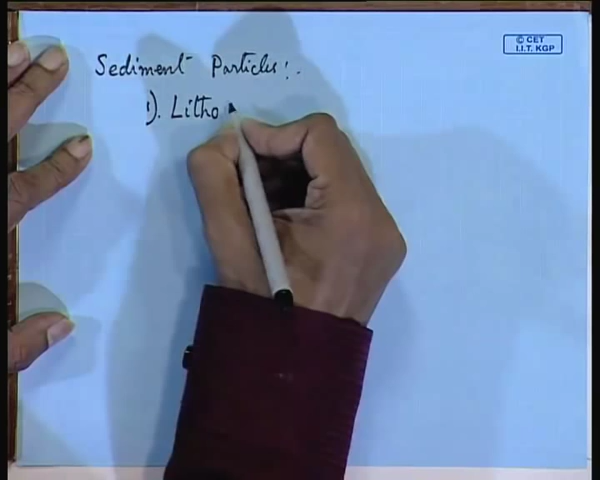 Sediment Particles:-
1). Litho
© CET
I.I.T. KGP